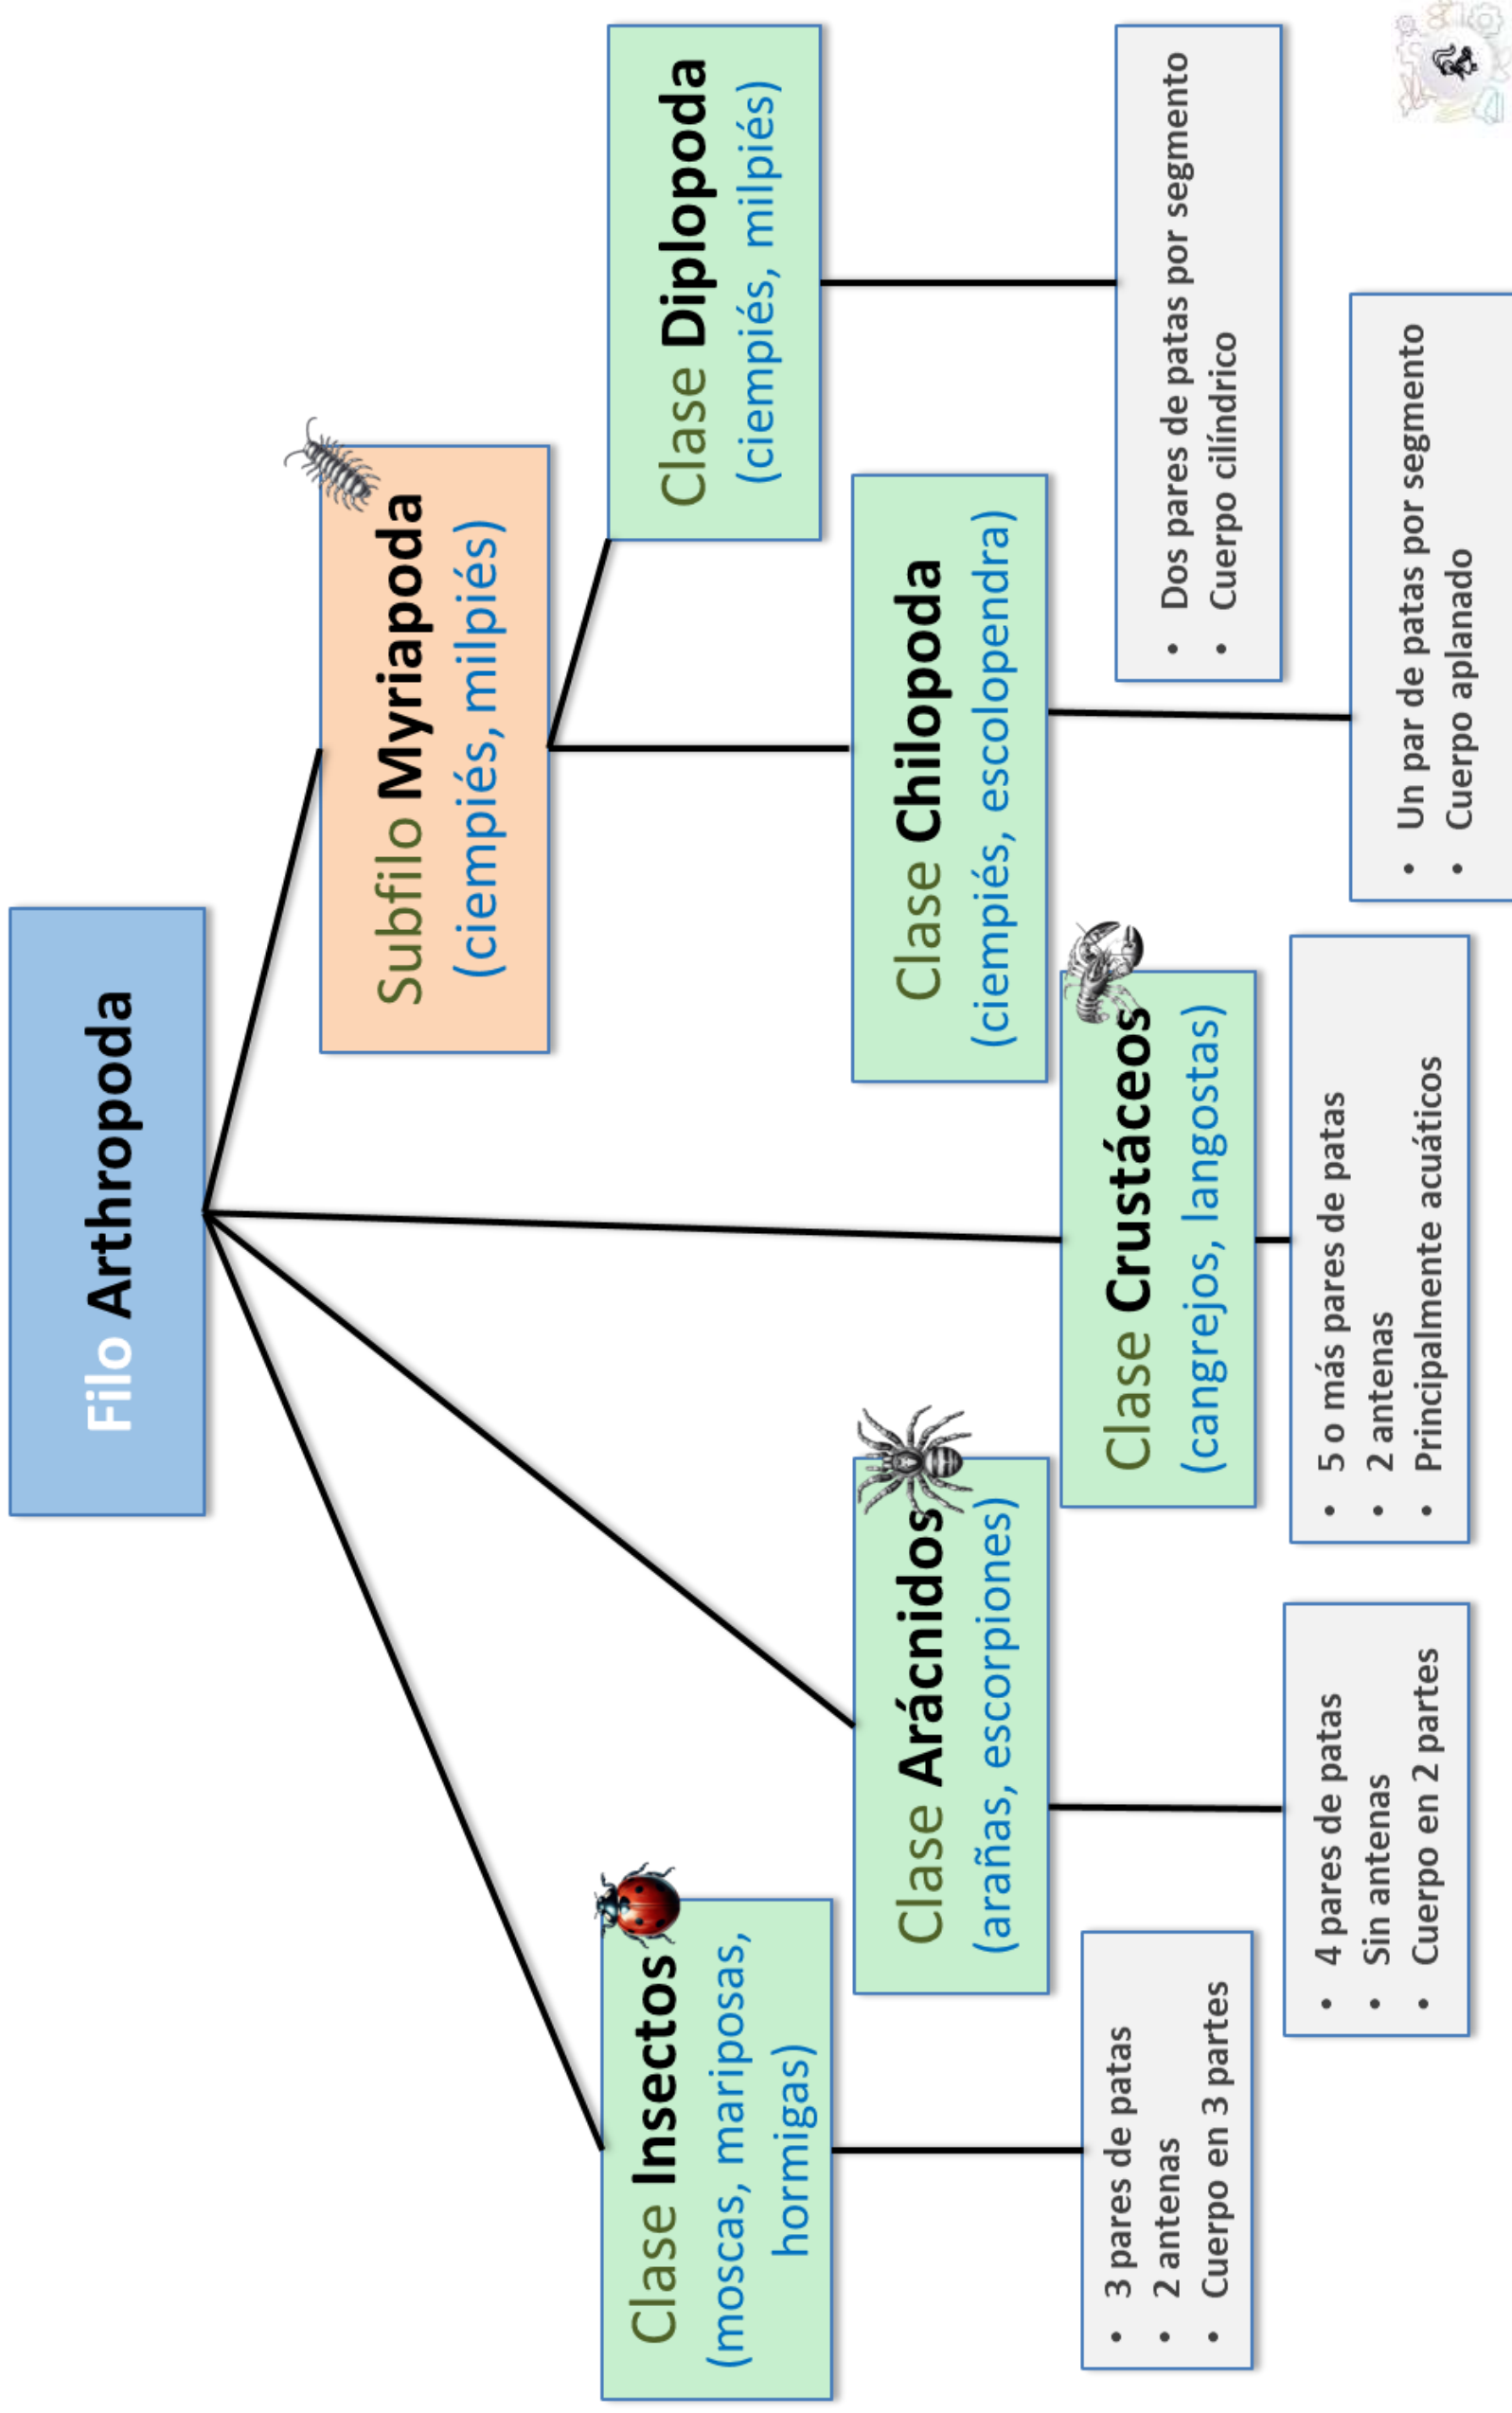 Filo Arthropoda
Subfilo Myriapoda
(ciempiés, milpiés)
Clase Insectos
(moscas, mariposas,
hormigas)
Clase Arácnidos
(arañas, escorpiones)
Clase Crustáceos
(cangrejos, langostas)
Clase Chilopoda
(ciempiés, escolopendra)
Clase Diplopoda
(ciempiés, milpiés)
• 3 pares de patas
• 2 antenas
• Cuerpo en 3 partes
• 4 pares de patas
• Sin antenas
• Cuerpo en 2 partes
• 5 o más pares de patas
• 2 antenas
• Principalmente acuáticos
• Un par de patas por segmento
• Cuerpo aplanado
• Dos pares de patas por segmento
• Cuerpo cilíndrico